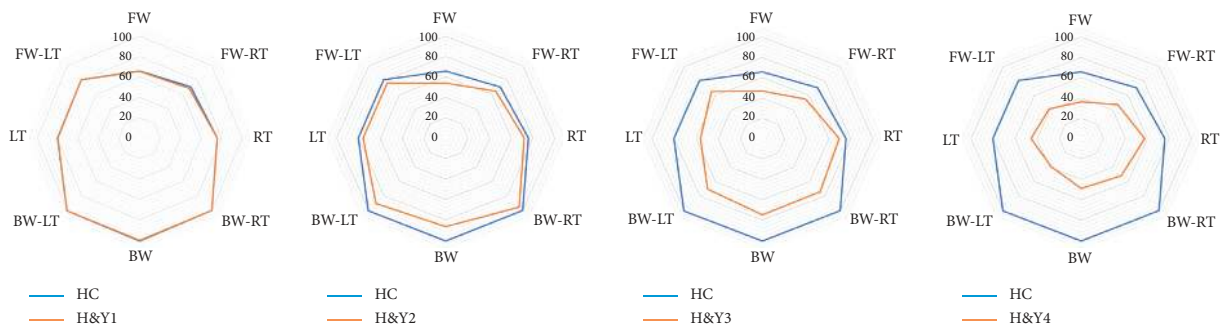 FW
FW-RT
RT
BW-RT
BW
BW-LT
LT
FW-LT
100
80
60
40
20
0
HC
H&Y1
FW
FW-RT
RT
BW-RT
BW
BW-LT
LT
FW-LT
100
80
60
40
20
0
HC
H&Y2
FW
FW-RT
RT
BW-RT
BW
BW-LT
LT
FW-LT
100
80
60
40
20
0
HC
H&Y3
FW
FW-RT
RT
BW-RT
BW
BW-LT
LT
FW-LT
100
80
60
40
20
0
HC
H&Y4